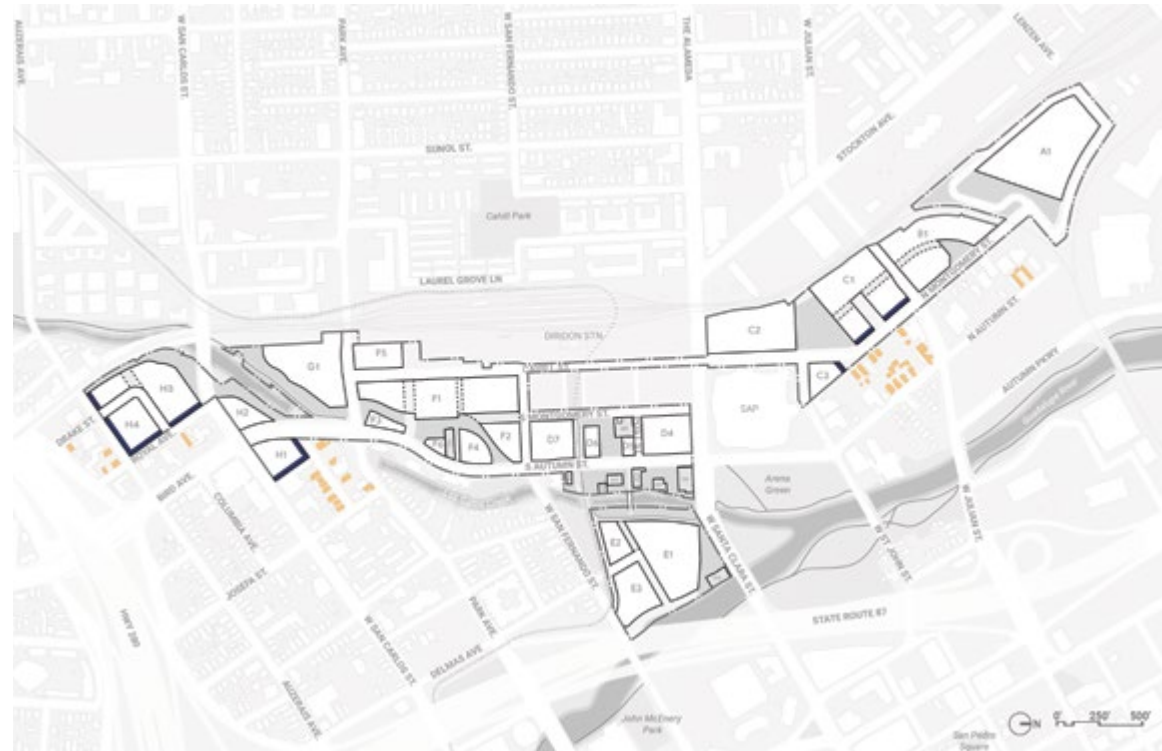 AUZERAIS AVE.
W SAN CARLOS ST.
PARK AVE.
W SAN FERNANDO ST.
THE ALAMEDA
W JULIAN ST.
LENZEN AVE.
STOCKTON AVE.
SUNOL ST.
Cahill Park
LAUREL GROVE LN
DIRIDON STN
A1
B1
C1
C2
C3
N MONTGOMERY ST.
N AUTUMN ST.
AUTUMN PKWY
G1
F5
F1
S MONTGOMERY ST.
SAP
H3
H4
H2
H1
F2
F4
D7
D4
S AUTUMN ST.
DRAKE ST.
ROYAL AVE.
BIRD AVE.
COLUMBIA AVE.
JOSEFA ST.
HWY 280
AUZERAIS AVE.
W SAN CARLOS ST.
PARK AVE.
DELMAS AVE
W SAN FERNANDO ST.
E2
E1
E3
W SANTA CLARA ST.
Arena
Green
W ST JOHN ST.
W JULIAN ST.
STATE ROUTE 87
John McEnery
Park
San Pedro
Square
N
0' 250' 500'